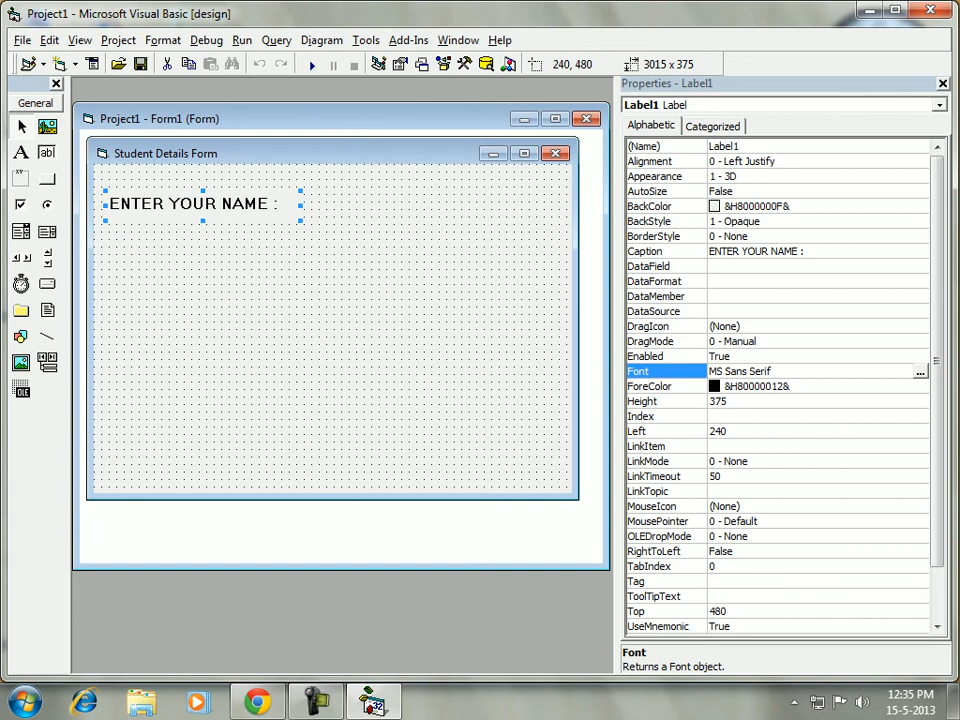 Project1 - Microsoft Visual Basic [design]
File Edit View Project Format Debug Run Query Diagram Tools Add-Ins Window Help
240, 480 3015 x 375
General
A ab|
OLE
Project1 - Form1 (Form)
Student Details Form
ENTER YOUR NAME :
Properties - Label1
Label1 Label
Alphabetic Categorized
(Name) Label1
Alignment 0 - Left Justify
Appearance 1 - 3D
AutoSize False
BackColor &H8000000F&
BackStyle 1 - Opaque
BorderStyle 0 - None
Caption ENTER YOUR NAME :
DataField
DataFormat
DataMember
DataSource
DragIcon (None)
DragMode 0 - Manual
Enabled True
Font MS Sans Serif ...
ForeColor &H80000012&
Height 375
Index
Left 240
LinkItem
LinkMode 0 - None
LinkTimeout 50
LinkTopic
MouseIcon (None)
MousePointer 0 - Default
OLEDropMode 0 - None
RightToLeft False
TabIndex 0
Tag
ToolTipText
Top 480
UseMnemonic True
Font
Returns a Font object.
32
12:35 PM
15-5-2013